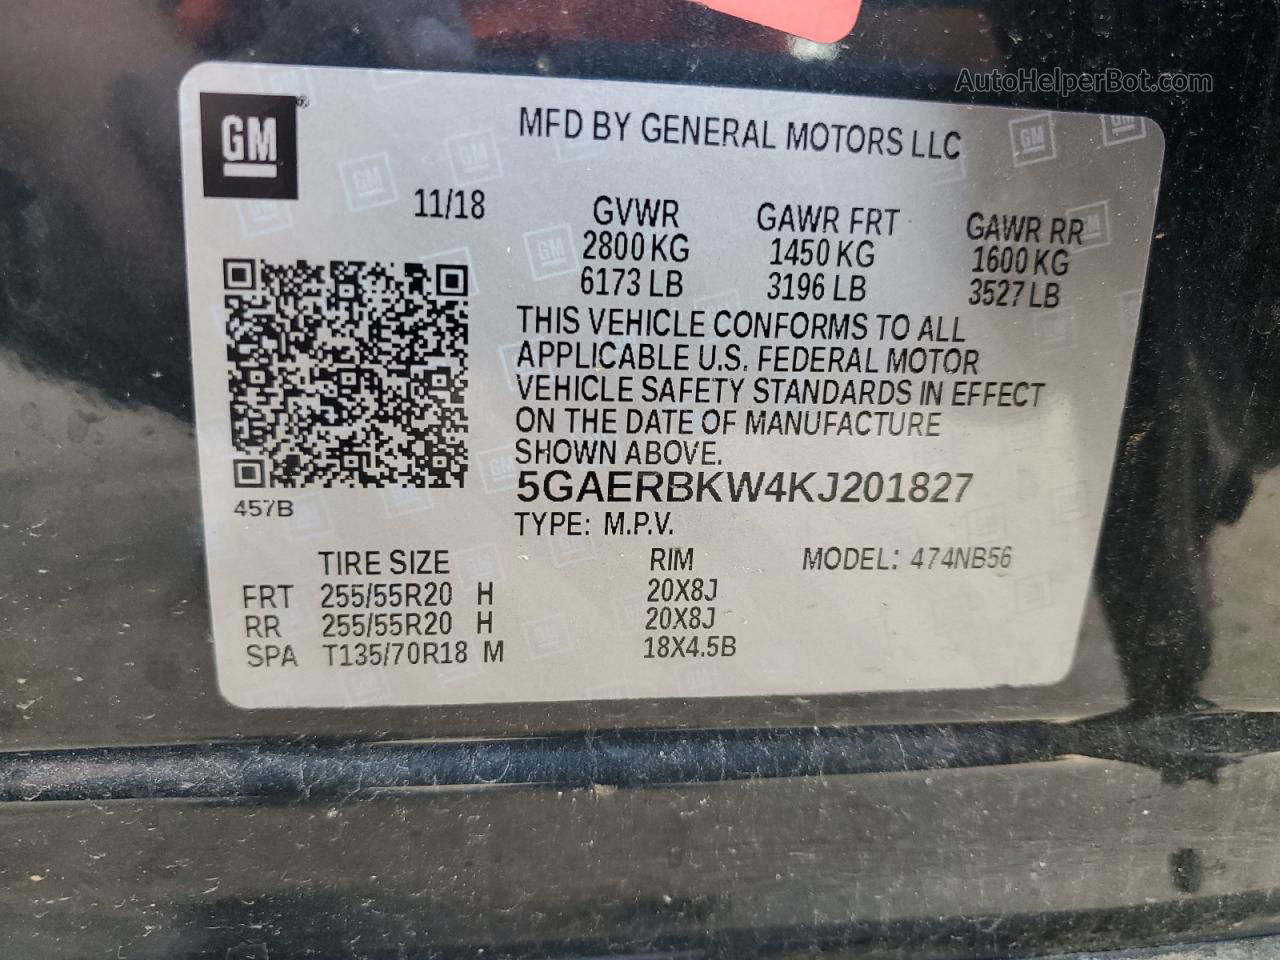 AutoHelperBot.com
GM®
MFD BY GENERAL MOTORS LLC
11/18
GVWR GAWR FRT GAWR RR
2800 KG 1450 KG 1600 KG
6173 LB 3196 LB 3527 LB
THIS VEHICLE CONFORMS TO ALL
APPLICABLE U.S. FEDERAL MOTOR
VEHICLE SAFETY STANDARDS IN EFFECT
ON THE DATE OF MANUFACTURE
SHOWN ABOVE.
5GAERBKW4KJ201827
457B
TYPE: M.P.V.
TIRE SIZE RIM MODEL: 474NB56
FRT 255/55R20 H 20X8J
RR 255/55R20 H 20X8J
SPA T135/70R18 M 18X4.5B